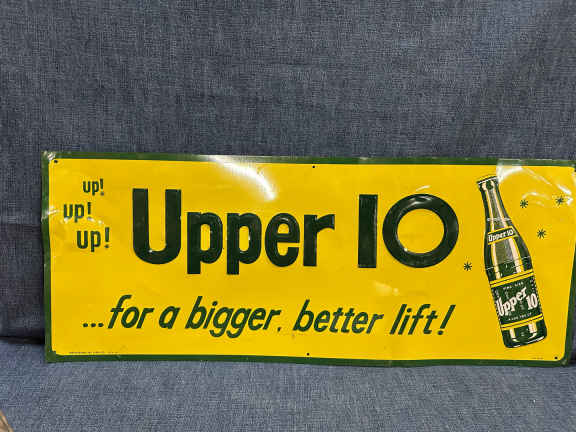 up!
up!
up!
Upper 10
...for a bigger, better lift!
Upper 10
Upper
10